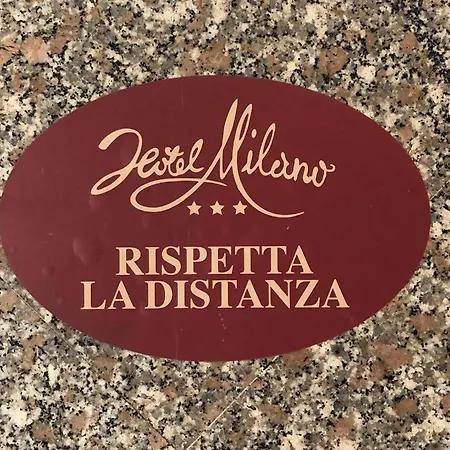 Hotel Milano
★★★
RISPETTA
LA DISTANZA